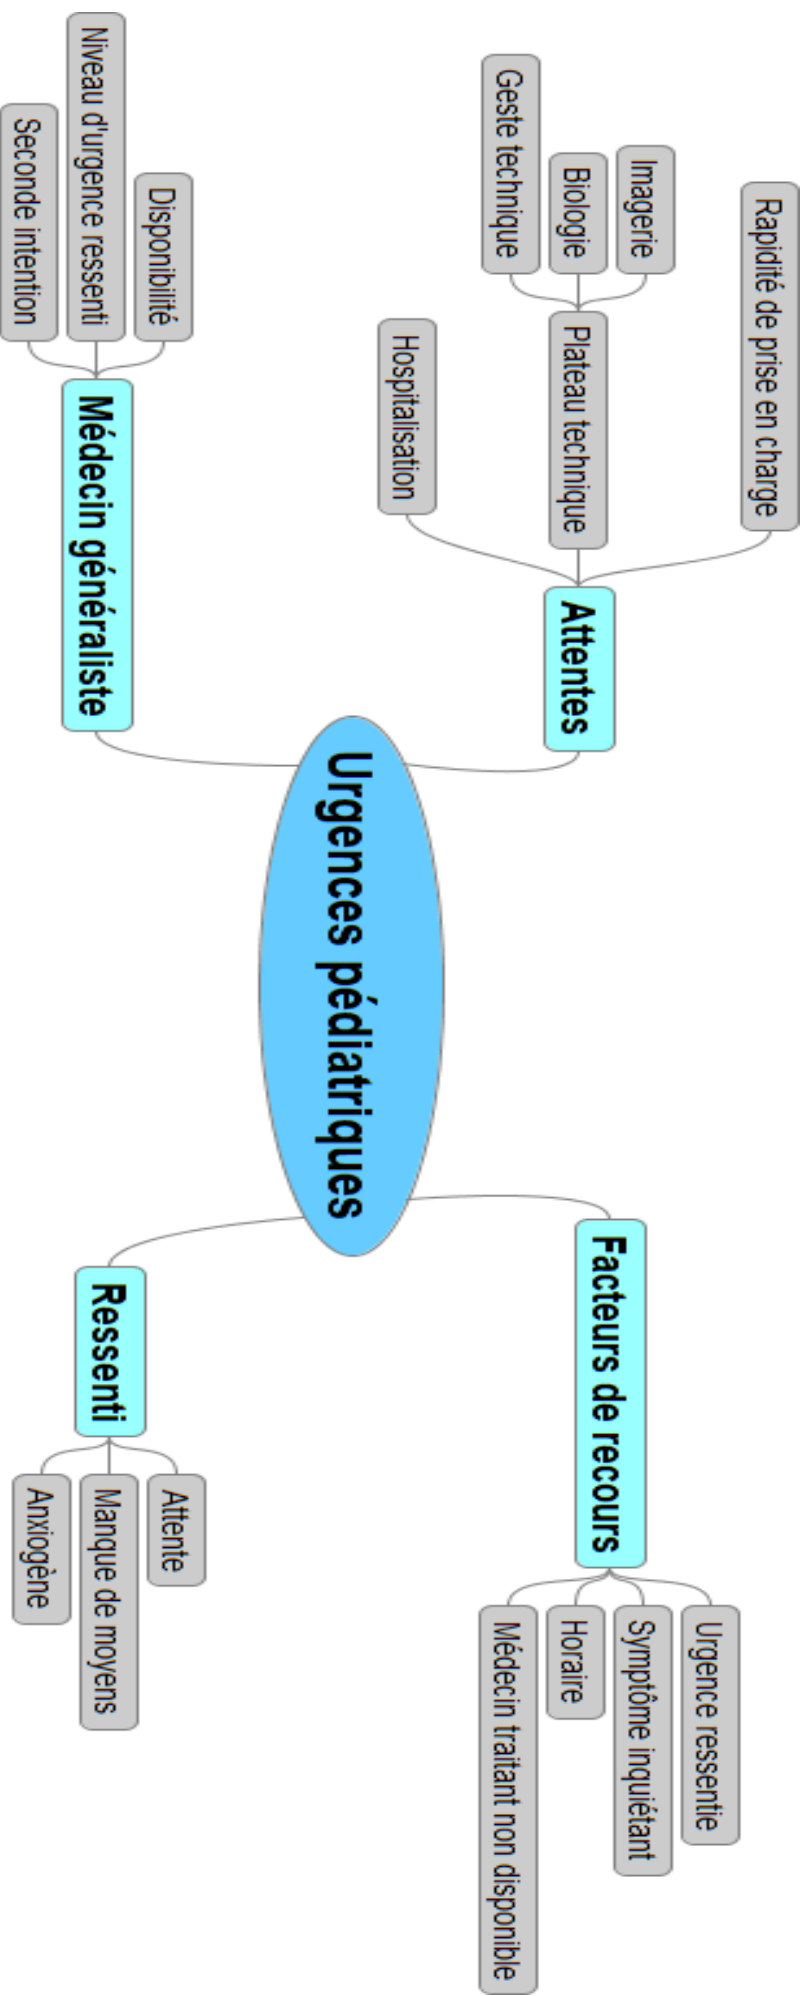 Rapidité de prise en charge
Imagerie
Biologie
Geste technique
Plateau technique
Hospitalisation
Attentes
Disponibilité
Niveau d'urgence ressenti
Seconde intention
Médecin généraliste
Urgences pédiatriques
Facteurs de recours
Urgence ressentie
Symptôme inquiétant
Horaire
Médecin traitant non disponible
Ressenti
Attente
Manque de moyens
Anxiogène